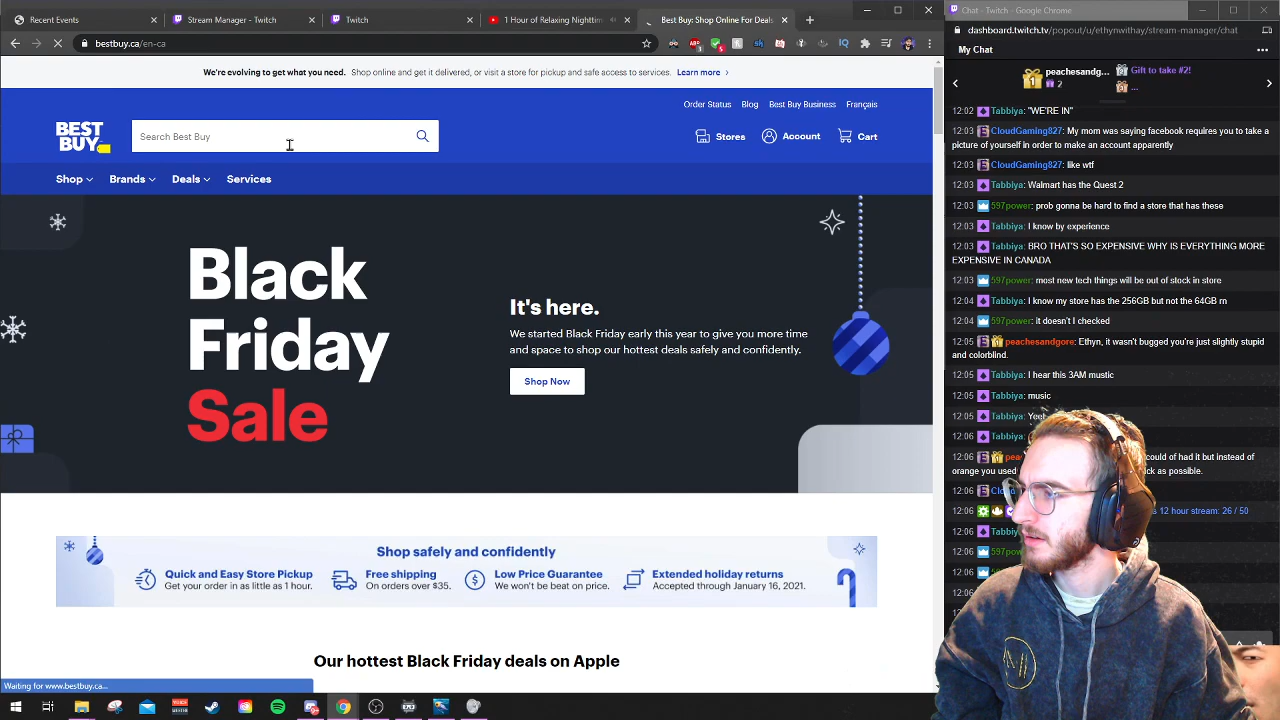 Recent Events
Stream Manager - Twitch
Twitch
1 Hour of Relaxing Nighttim
Best Buy: Shop Online For Deals
Chat - Twitch - Google Chrome
bestbuy.ca/en-ca
dashboard.twitch.tv/popout/u/ethynwithay/stream-manager/chat
We're evolving to get what you need. Shop online and get it delivered, or visit a store for pickup and safe access to services. Learn more
Order Status Blog Best Buy Business Français
BEST BUY
Search Best Buy
Stores Account Cart
Shop Brands Deals Services
Black
Friday
Sale
It's here.
We started Black Friday early this year to give you more time
and space to shop our hottest deals safely and confidently.
Shop Now
Shop safely and confidently
Quick and Easy Store Pickup
Get your order in as little as 1 hour.
Free shipping
On orders over $35.
Low Price Guarantee
We won't be beat on price.
Extended holiday returns
Accepted through January 16, 2021.
Our hottest Black Friday deals on Apple
Waiting for www.bestbuy.ca...
My Chat
peachesandg... 2
Gift to take #2!
...
12:02 Tabbiya: "WE'RE IN"
12:03 CloudGaming827: My mom was saying facebook requires you to take a
picture of yourself in order to make an account apparently
12:03 CloudGaming827: like wtf
12:03 Tabbiya: Walmart has the Quest 2
12:03 597power: prob gonna be hard to find a store that has these
12:03 Tabbiya: I know by experience
12:03 Tabbiya: BRO THAT'S SO EXPENSIVE WHY IS EVERYTHING MORE
EXPENSIVE IN CANADA
12:03 597power: most new tech things will be out of stock in store
12:04 Tabbiya: I know my store has the 256GB but not the 64GB rn
12:04 597power: it doesn't I checked
12:05 peachesandgore: Ethyn, it wasn't bugged you're just slightly stupid
and colorblind.
12:05 Tabbiya: I hear this 3AM mustic
12:05 Tabbiya: music
12:05 Tabbiya:
12:06 Tabbiya
12:06 could of had it but instead of
orange you used as possible.
12:06
12:06 12 hour stream: 26 / 50
12:06 Tabbiya
12:06 597power
12:06